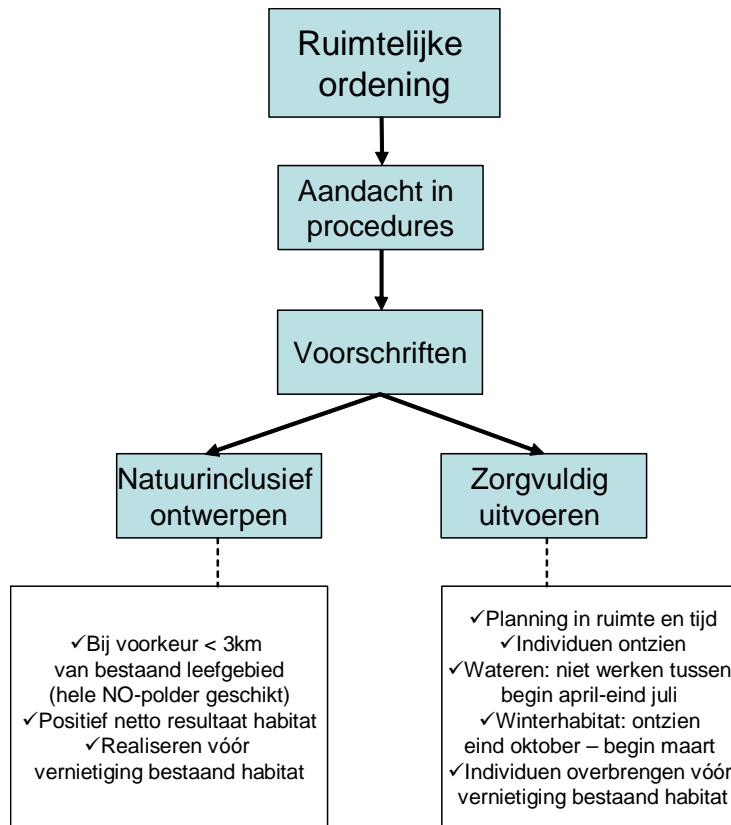 Ruimtelijke
ordening
Aandacht in
procedures
Voorschriften
Natuurinclusief
ontwerpen
Zorgvuldig
uitvoeren
✓Bij voorkeur < 3km
van bestaand leefgebied
(hele NO-polder geschikt)
✓Positief netto resultaat habitat
✓Realiseren vóór
vernietiging bestaand habitat
✓Planning in ruimte en tijd
✓Individuen ontzien
✓Wateren: niet werken tussen
begin april-eind juli
✓Winterhabitat: ontzien
eind oktober – begin maart
✓Individuen overbrengen vóór
vernietiging bestaand habitat